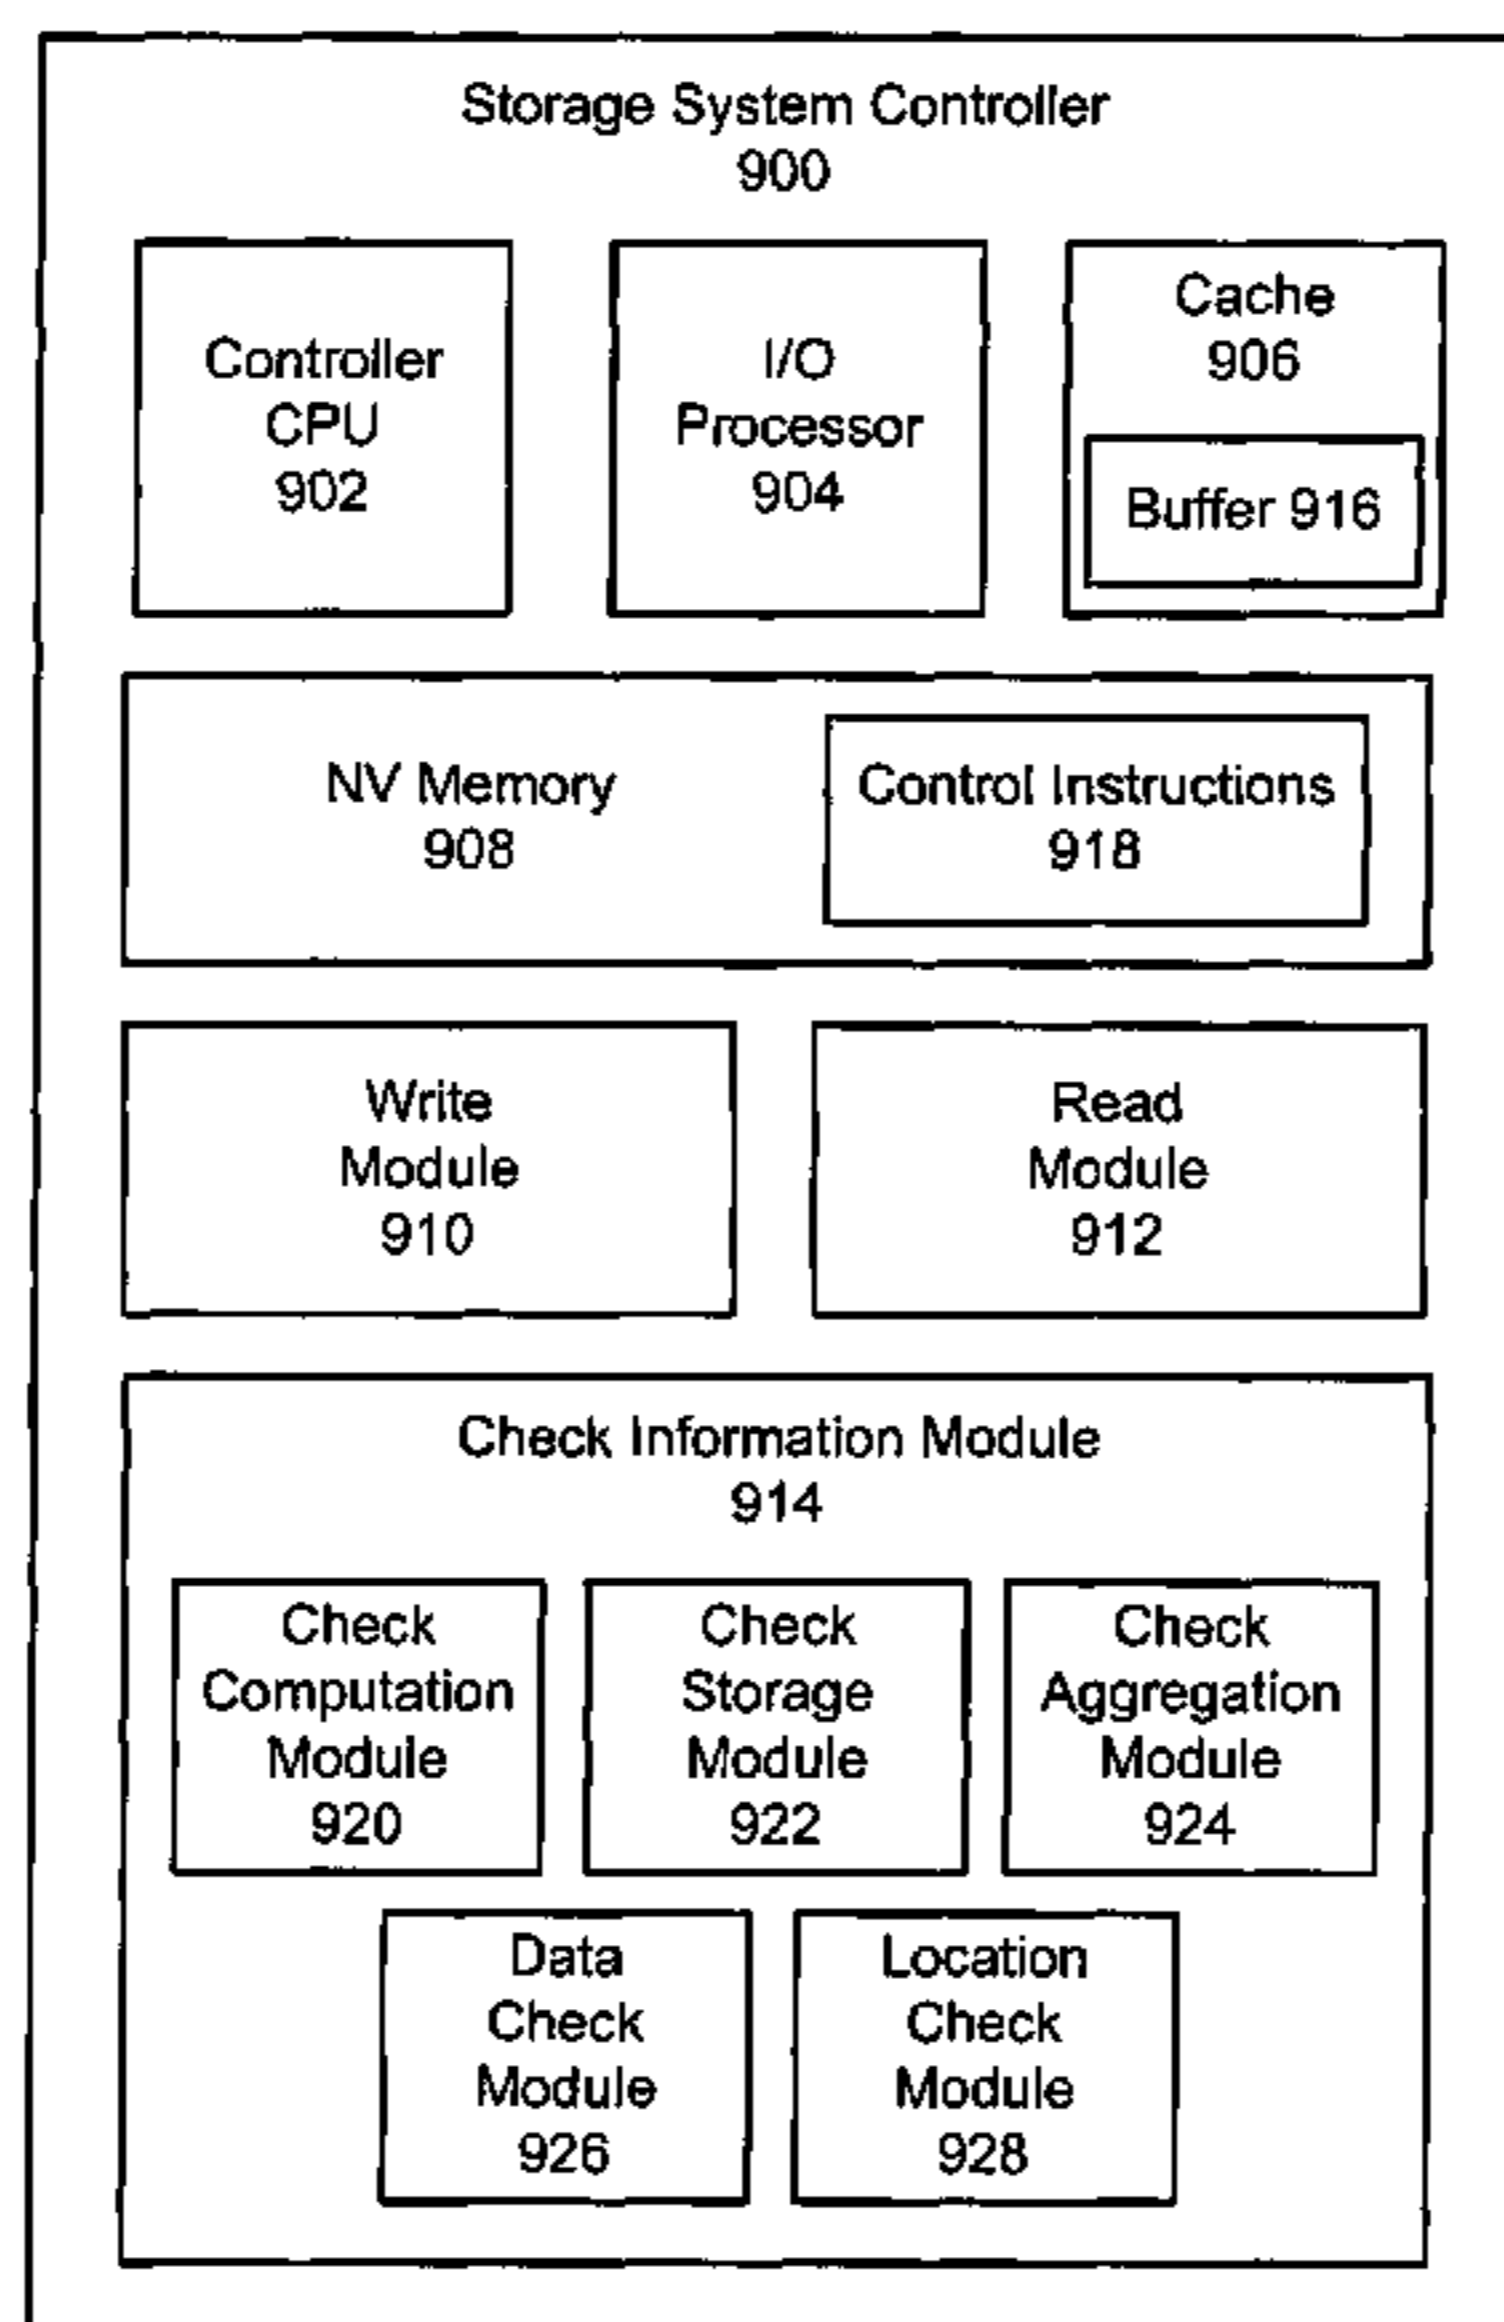 Storage System Controller
900
Controller
CPU
902
I/O
Processor
904
Cache
906
Buffer 916
NV Memory
908
Control Instructions
918
Write
Module
910
Read
Module
912
Check Information Module
914
Check
Computation
Module
920
Check
Storage
Module
922
Check
Aggregation
Module
924
Data
Check
Module
926
Location
Check
Module
928